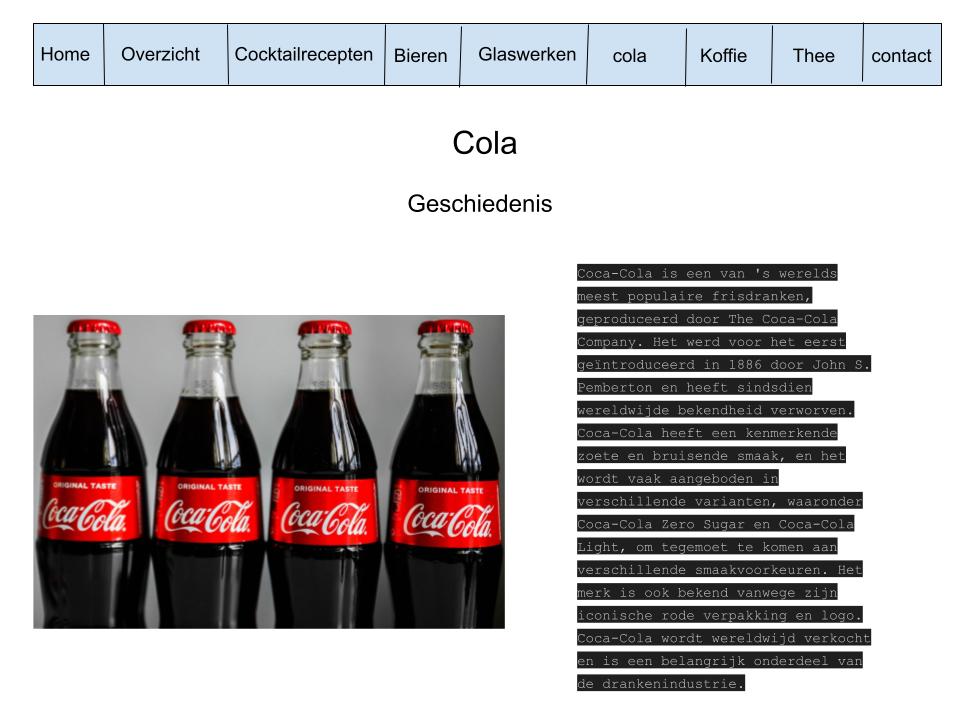 Home Overzicht Cocktailrecepten Bieren Glaswerken cola Koffie Thee contact
Cola
Geschiedenis
ORIGINAL TASTE ORIGINAL TASTE ORIGINAL TASTE ORIGINAL TASTE
Coca-Cola Coca-Cola Coca-Cola Coca-Cola
Coca-Cola is een van 's werelds
meest populaire frisdranken,
geproduceerd door The Coca-Cola
Company. Het werd voor het eerst
geïntroduceerd in 1886 door John S.
Pemberton en heeft sindsdien
wereldwijde bekendheid verworven.
Coca-Cola heeft een kenmerkende
zoete en bruisende smaak, en het
wordt vaak aangeboden in
verschillende varianten, waaronder
Coca-Cola Zero Sugar en Coca-Cola
Light, om tegemoet te komen aan
verschillende smaakvoorkeuren. Het
merk is ook bekend vanwege zijn
iconische rode verpakking en logo.
Coca-Cola wordt wereldwijd verkocht
en is een belangrijk onderdeel van
de drankenindustrie.